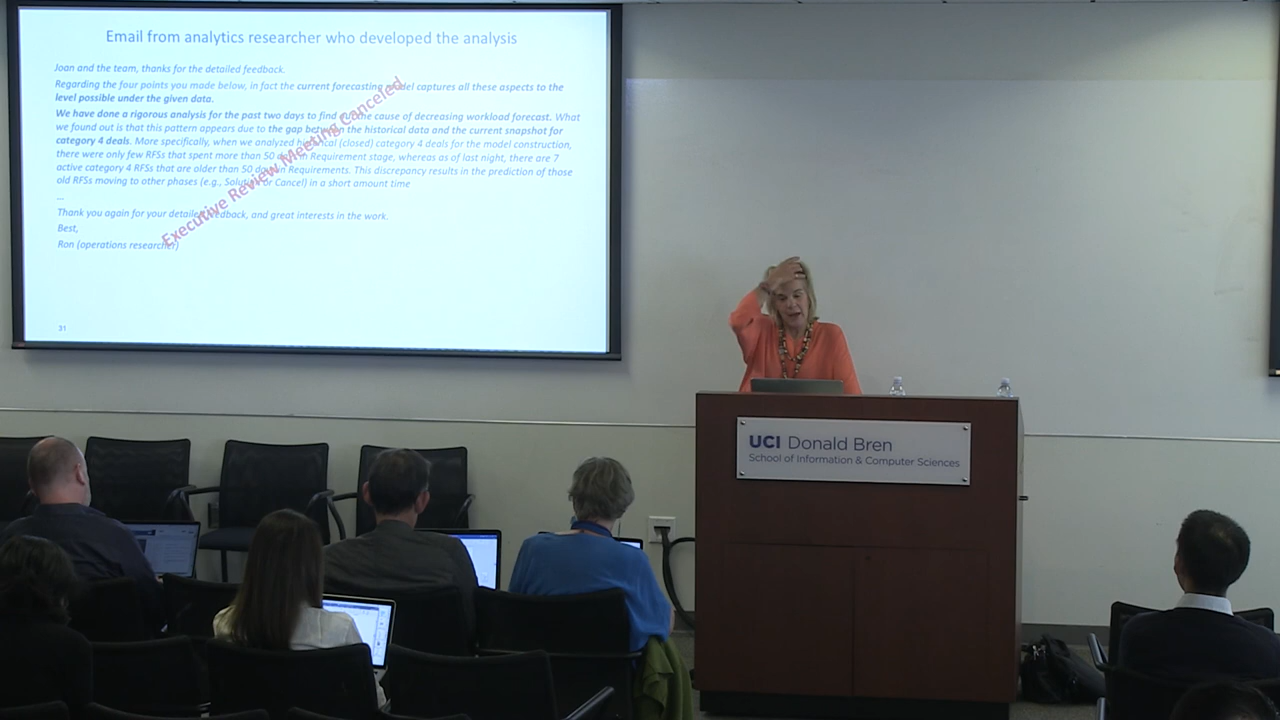 Email from analytics researcher who developed the analysis
Joan and the team, thanks for the detailed feedback.
Regarding the four points you made below, in fact the current forecasting model captures all these aspects to the
level possible under the given data.
We have done a rigorous analysis for the past two days to find out the cause of decreasing workload forecast. What
we found out is that this pattern appears due to the gap between the historical data and the current snapshot for
category 4 deals. More specifically, when we analyzed historical (closed) category 4 deals for the model construction,
there were only few RFSs that spent more than 50 days in Requirement stage, whereas as of last night, there are 7
active category 4 RFSs that are older than 50 days in Requirements. This discrepancy results in the prediction of those
old RFSs moving to other phases (e.g., Solution or Cancel) in a short amount time
...
Thank you again for your detailed feedback, and great interests in the work.
Best,
Ron (operations researcher)
Executive Review Meeting Canceled
31
UCI Donald Bren
School of Information & Computer Sciences